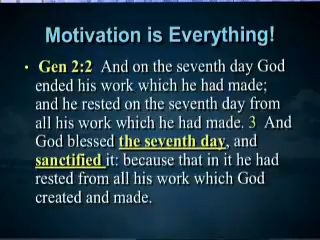 Motivation is Everything!
• Gen 2:2 And on the seventh day God
ended his work which he had made;
and he rested on the seventh day from
all his work which he had made. 3 And
God blessed the seventh day, and
sanctified it: because that in it he had
rested from all his work which God
created and made.